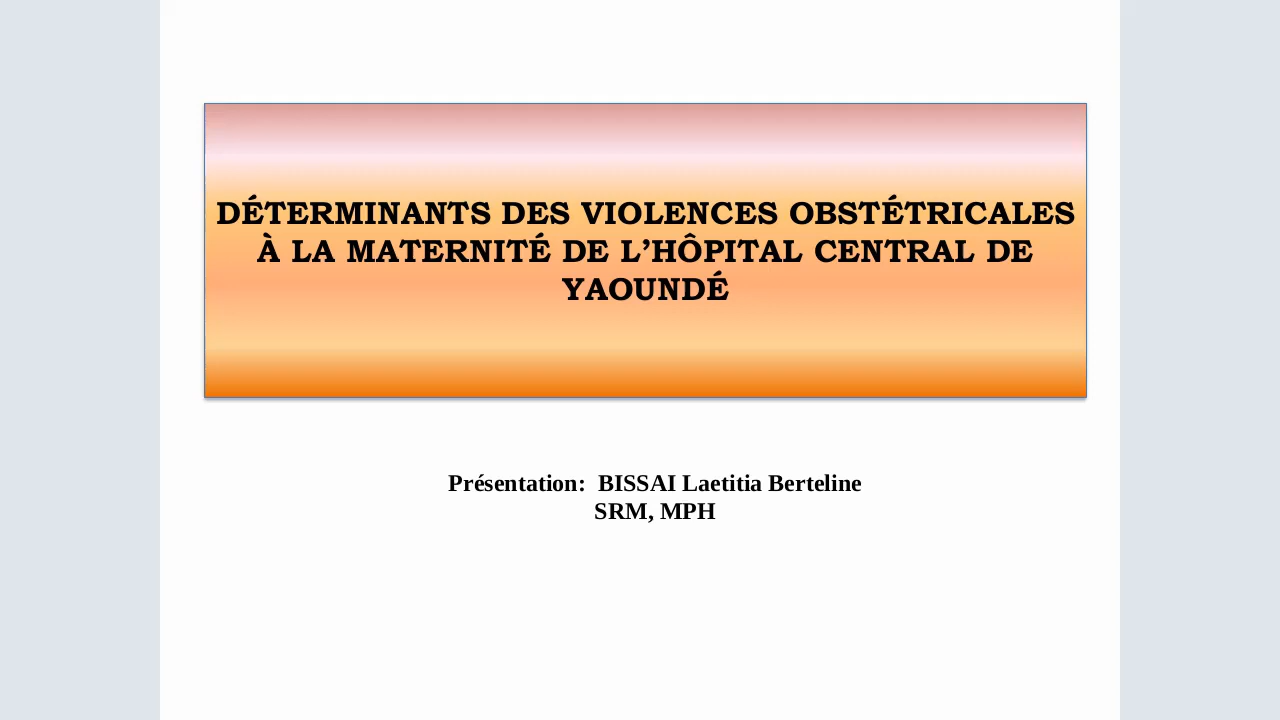 DÉTERMINANTS DES VIOLENCES OBSTÉTRICALES
À LA MATERNITÉ DE L’HÔPITAL CENTRAL DE
YAOUNDÉ
Présentation:  BISSAI Laetitia Berteline
SRM, MPH